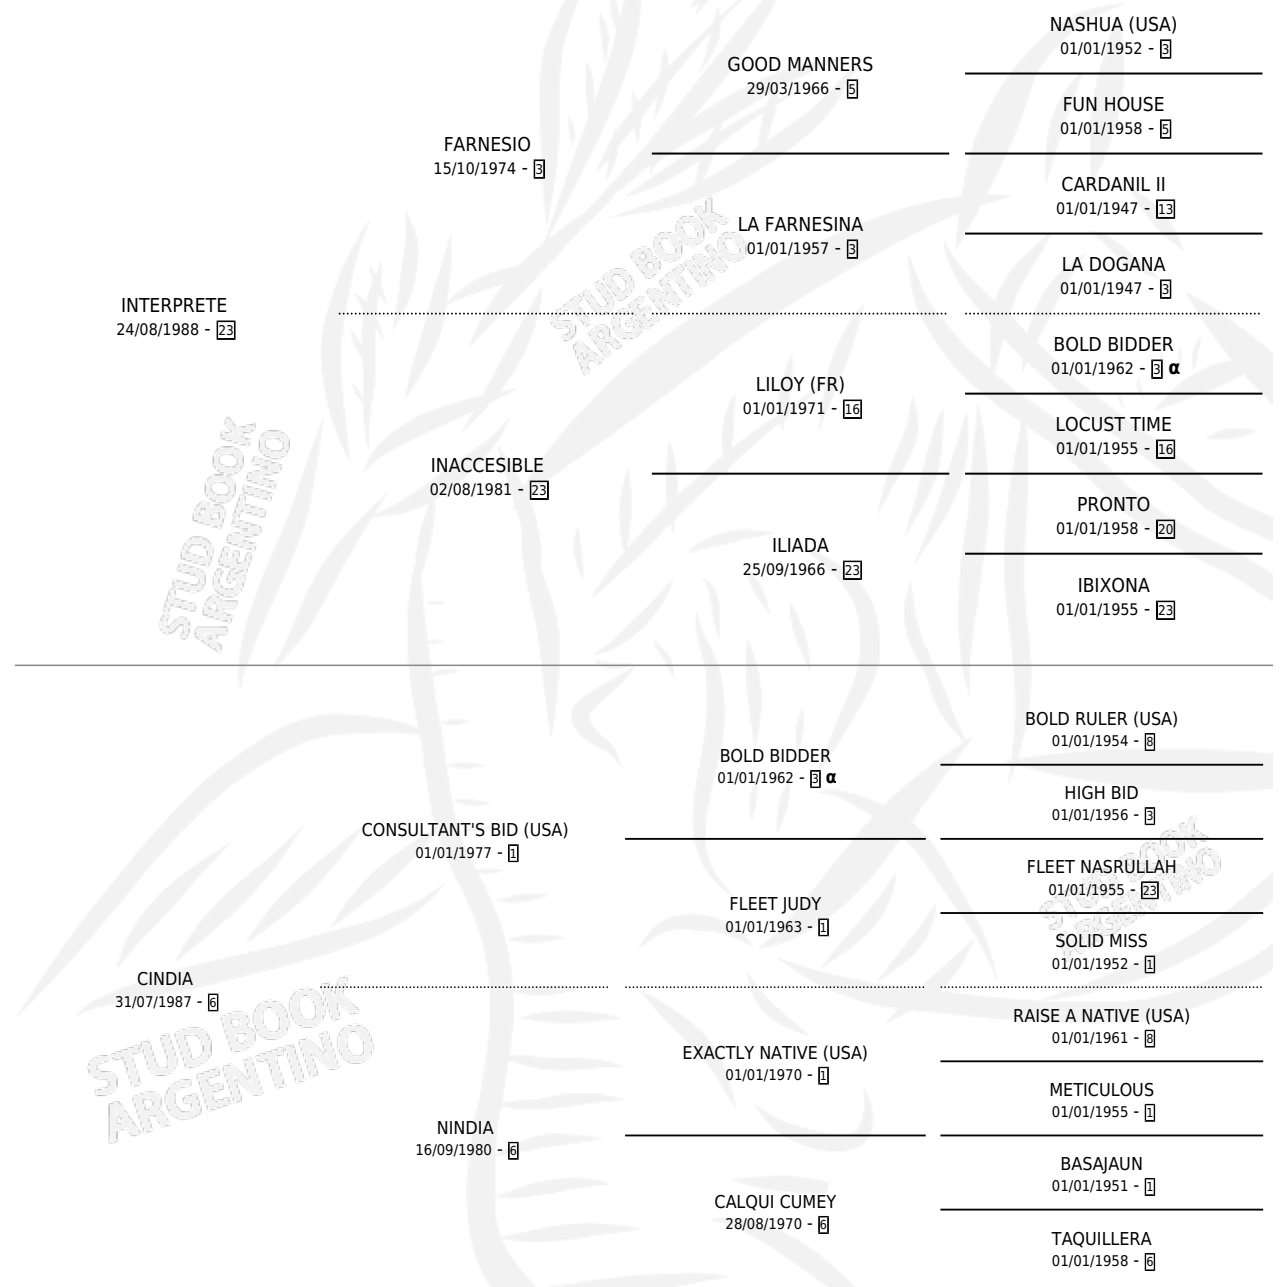 NASHUA (USA)
01/01/1952 - 3
GOOD MANNERS
29/03/1966 - 5
FUN HOUSE
01/01/1958 - 5
FARNESIO
15/10/1974 - 3
CARDANIL II
01/01/1947 - 13
LA FARNESINA
01/01/1957 - 3
LA DOGANA
01/01/1947 - 3
INTERPRETE
24/08/1988 - 23
BOLD BIDDER
01/01/1962 - 3 α
LILOY (FR)
01/01/1971 - 16
LOCUST TIME
01/01/1955 - 16
INACCESIBLE
02/08/1981 - 23
PRONTO
01/01/1958 - 20
ILIADA
25/09/1966 - 23
IBIXONA
01/01/1955 - 23
BOLD RULER (USA)
01/01/1954 - 8
BOLD BIDDER
01/01/1962 - 3 α
HIGH BID
01/01/1956 - 3
CONSULTANT'S BID (USA)
01/01/1977 - 1
FLEET NASRULLAH
01/01/1955 - 23
FLEET JUDY
01/01/1963 - 1
SOLID MISS
01/01/1952 - 1
CINDIA
31/07/1987 - 6
RAISE A NATIVE (USA)
01/01/1961 - 8
EXACTLY NATIVE (USA)
01/01/1970 - 1
METICULOUS
01/01/1955 - 1
NINDIA
16/09/1980 - 6
BASAJAUN
01/01/1951 - 1
CALQUI CUMEY
28/08/1970 - 6
TAQUILLERA
01/01/1958 - 6
STUD BOOK
ARGENTINO
STUD BOOK
ARGENTINO
STUD BOOK
ARGENTINO
STUD BOOK
ARGENTINO